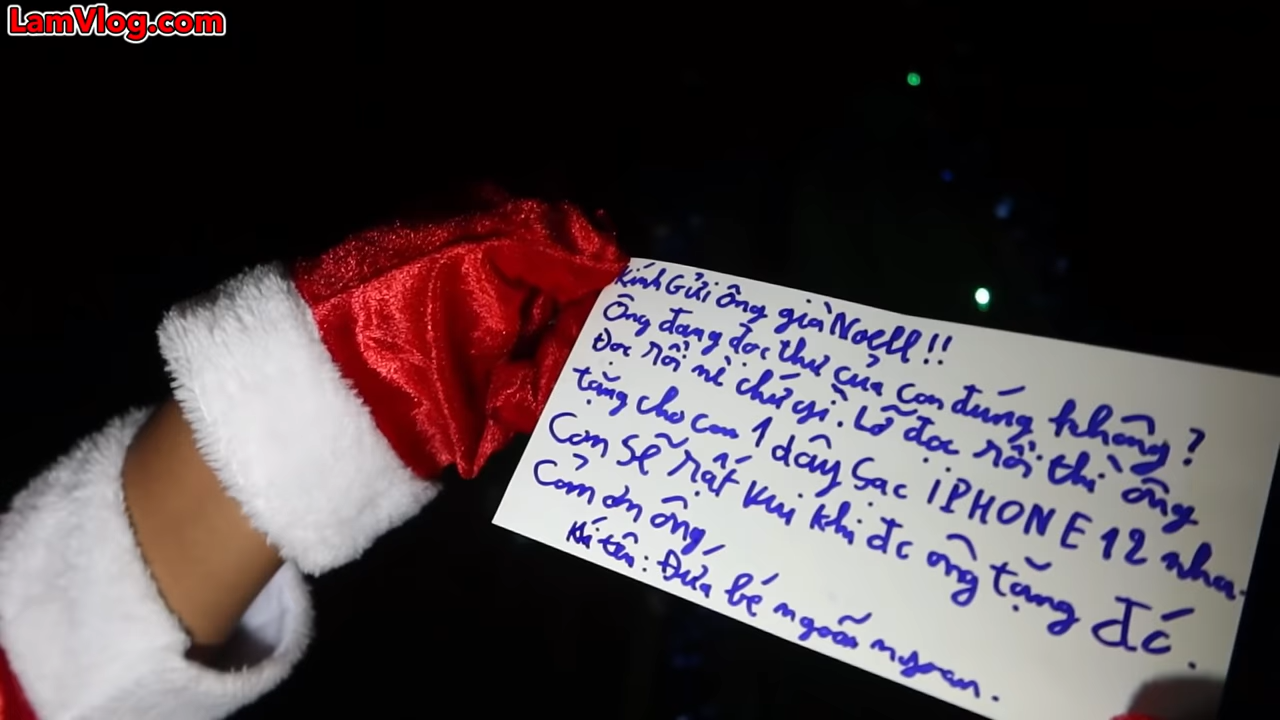 LamVlog.com
Kính Gửi ông già Noell!!
Ông đang đọc thư của con đúng không?
Đọc rồi nè chứ gì. Lỡ đọc rồi thì ông
tặng cho con 1 dây sạc iPHONE 12 nha.
Con sẽ rất vui khi đc ông tặng đó.
Cảm ơn ông
Kí tên: Đứa bé ngoan ngoan.